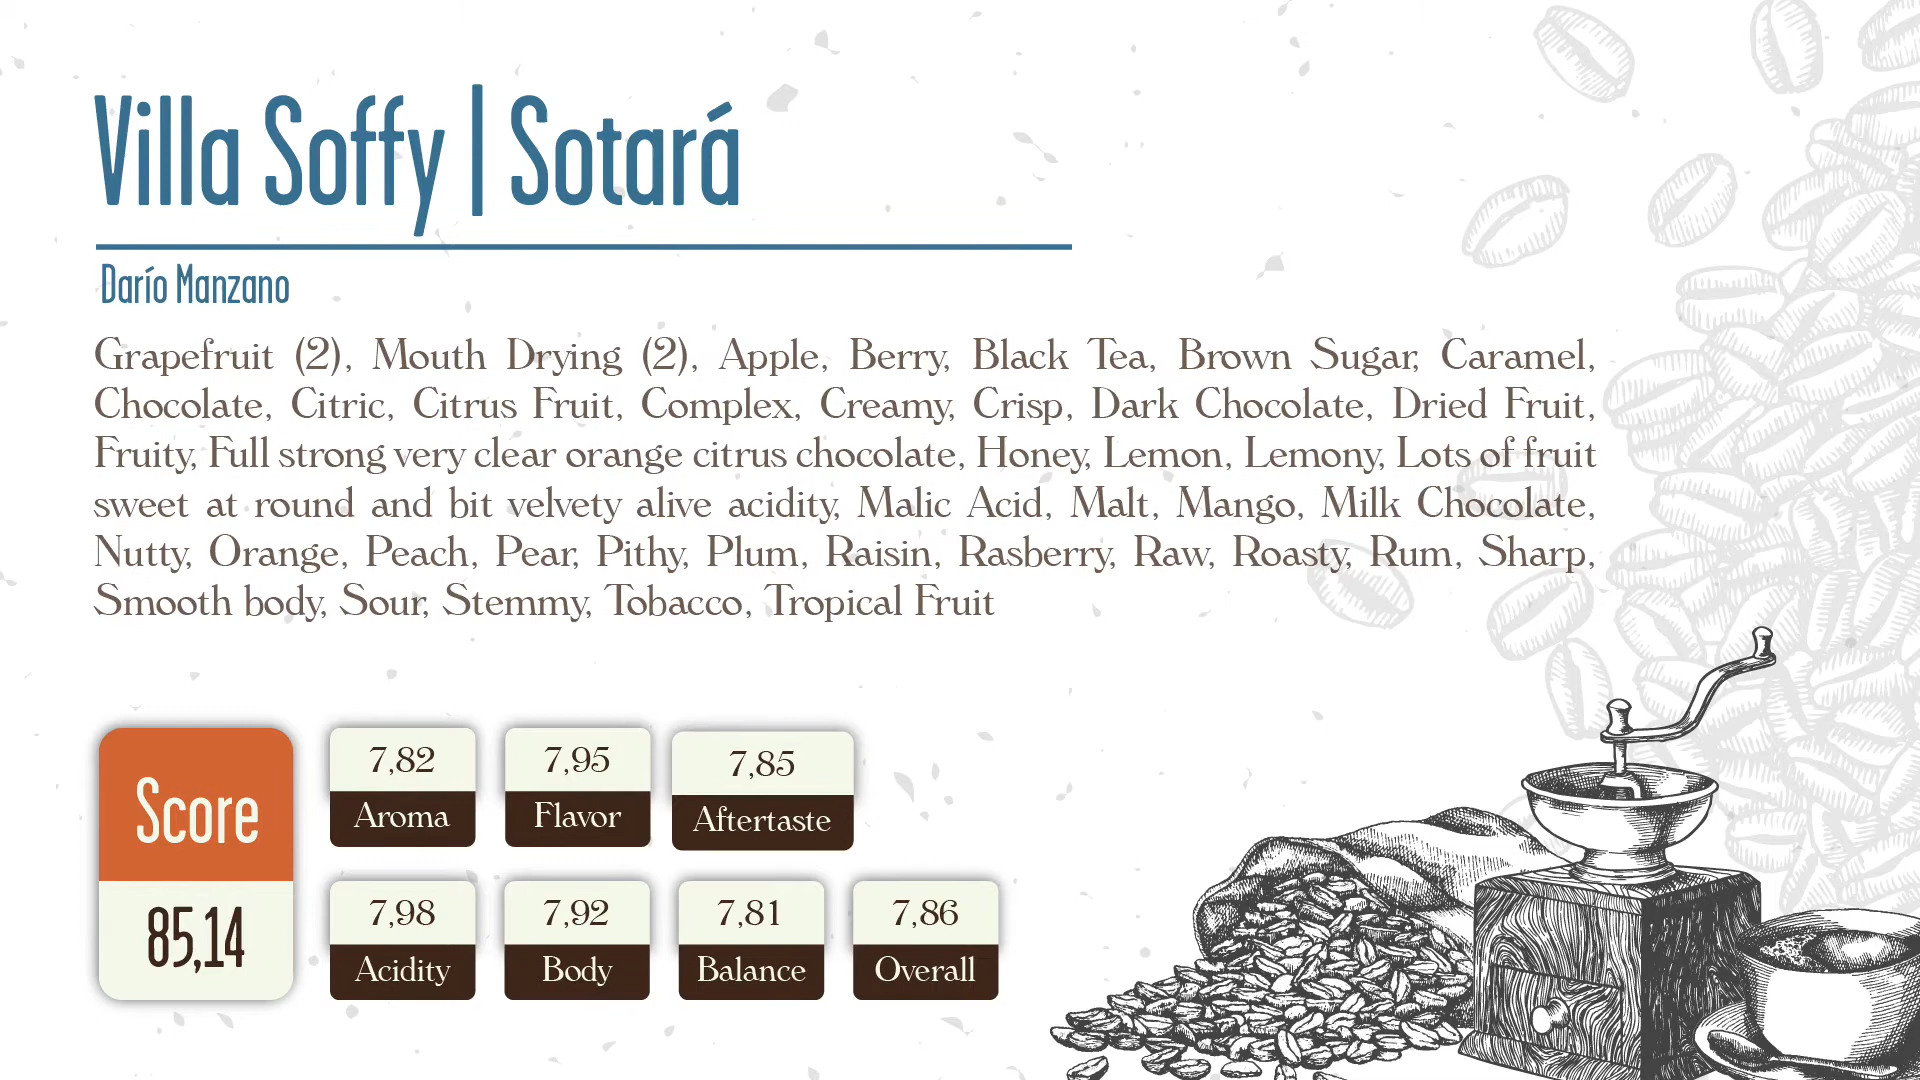 Villa Soffy | Sotará
Darío Manzano
Grapefruit (2), Mouth Drying (2), Apple, Berry, Black Tea, Brown Sugar, Caramel,
Chocolate, Citric, Citrus Fruit, Complex, Creamy, Crisp, Dark Chocolate, Dried Fruit,
Fruity, Full strong very clear orange citrus chocolate, Honey, Lemon, Lemony, Lots of fruit
sweet at round and bit velvety alive acidity, Malic Acid, Malt, Mango, Milk Chocolate,
Nutty, Orange, Peach, Pear, Pithy, Plum, Raisin, Rasberry, Raw, Roasty, Rum, Sharp,
Smooth body, Sour, Stemmy, Tobacco, Tropical Fruit
Score
85,14
7,82
Aroma
7,95
Flavor
7,85
Aftertaste
7,98
Acidity
7,92
Body
7,81
Balance
7,86
Overall